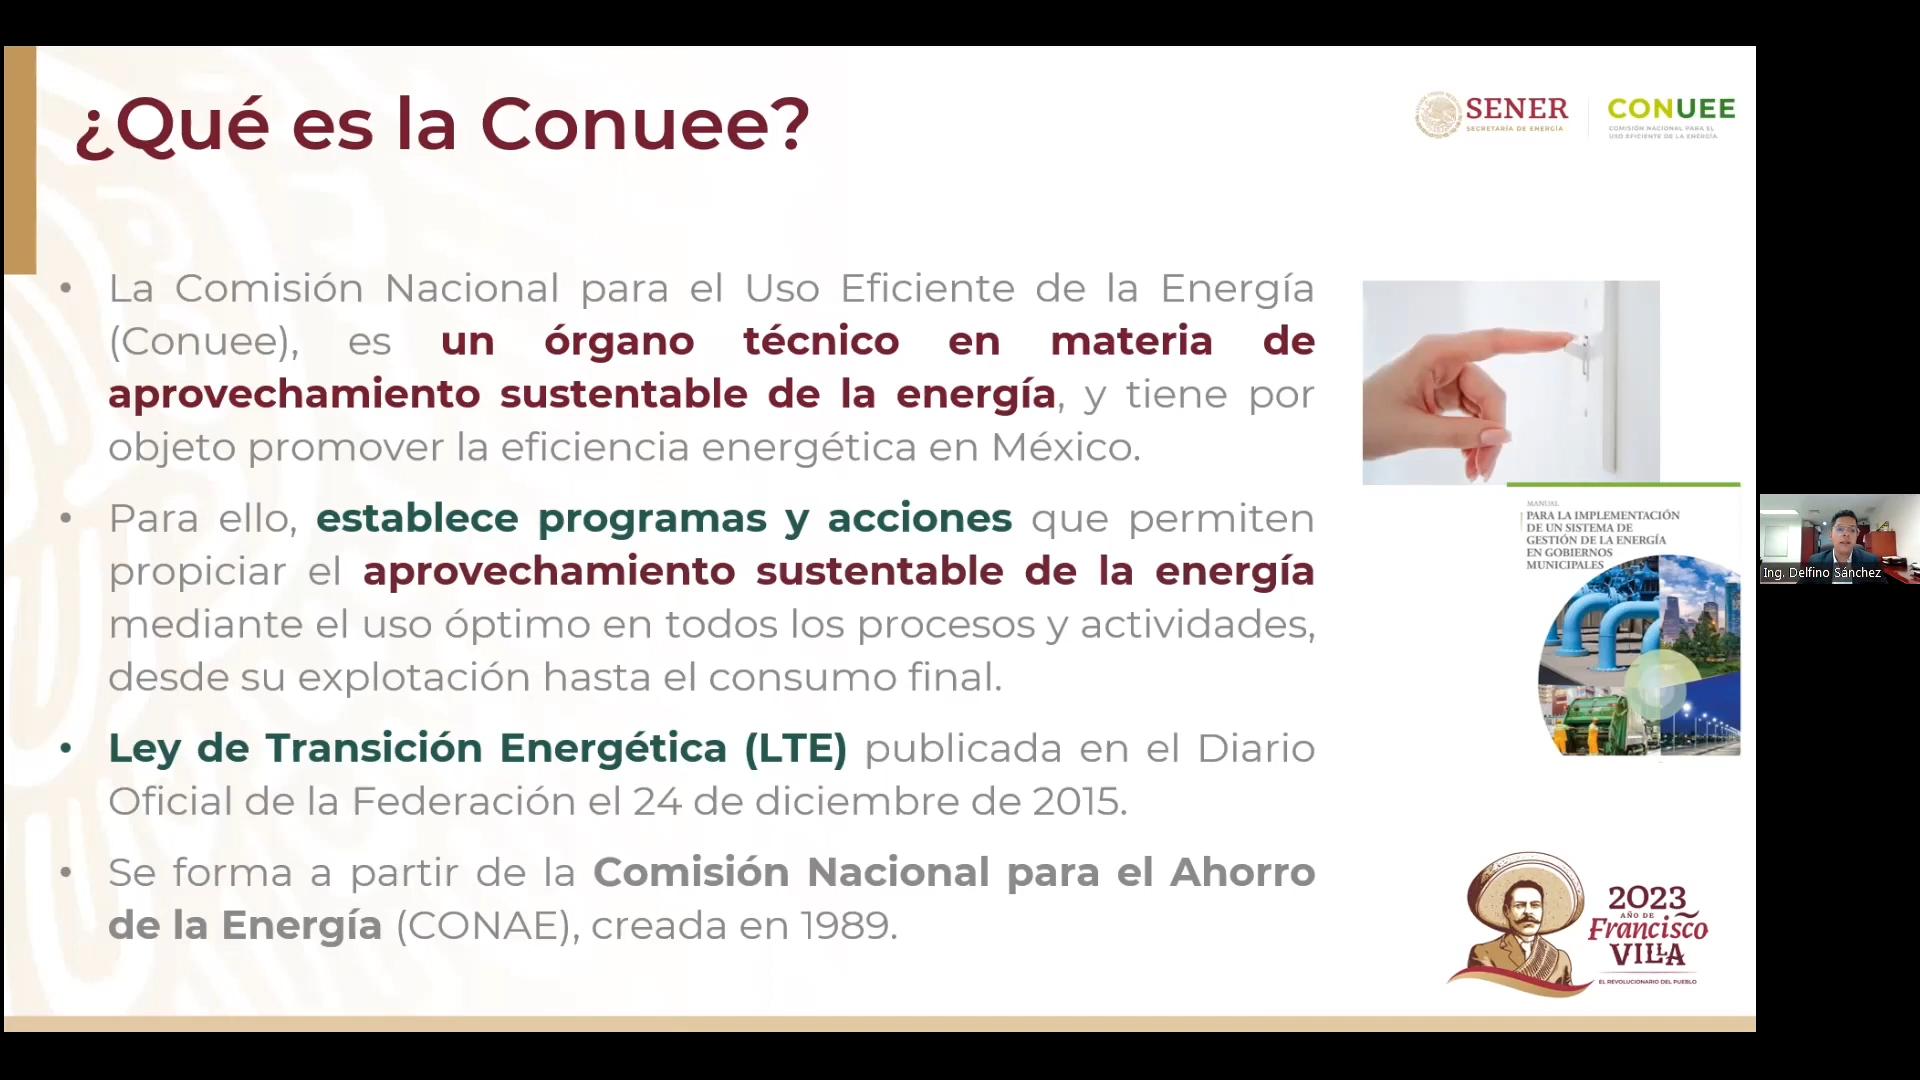 ¿Qué es la Conuee?
SENER
SECRETARÍA DE ENERGÍA
CONUEE
COMISIÓN NACIONAL PARA EL
USO EFICIENTE DE LA ENERGÍA
• La Comisión Nacional para el Uso Eficiente de la Energía
(Conuee), es un órgano técnico en materia de
aprovechamiento sustentable de la energía, y tiene por
objeto promover la eficiencia energética en México.
• Para ello, establece programas y acciones que permiten
propiciar el aprovechamiento sustentable de la energía
mediante el uso óptimo en todos los procesos y actividades,
desde su explotación hasta el consumo final.
• Ley de Transición Energética (LTE) publicada en el Diario
Oficial de la Federación el 24 de diciembre de 2015.
• Se forma a partir de la Comisión Nacional para el Ahorro
de la Energía (CONAE), creada en 1989.
MANUAL
PARA LA IMPLEMENTACIÓN
DE UN SISTEMA DE
GESTIÓN DE LA ENERGÍA
EN GOBIERNOS
MUNICIPALES
Ing. Delfino Sánchez
2023
AÑO DE
Francisco
VILLA
EL REVOLUCIONARIO DEL PUEBLO